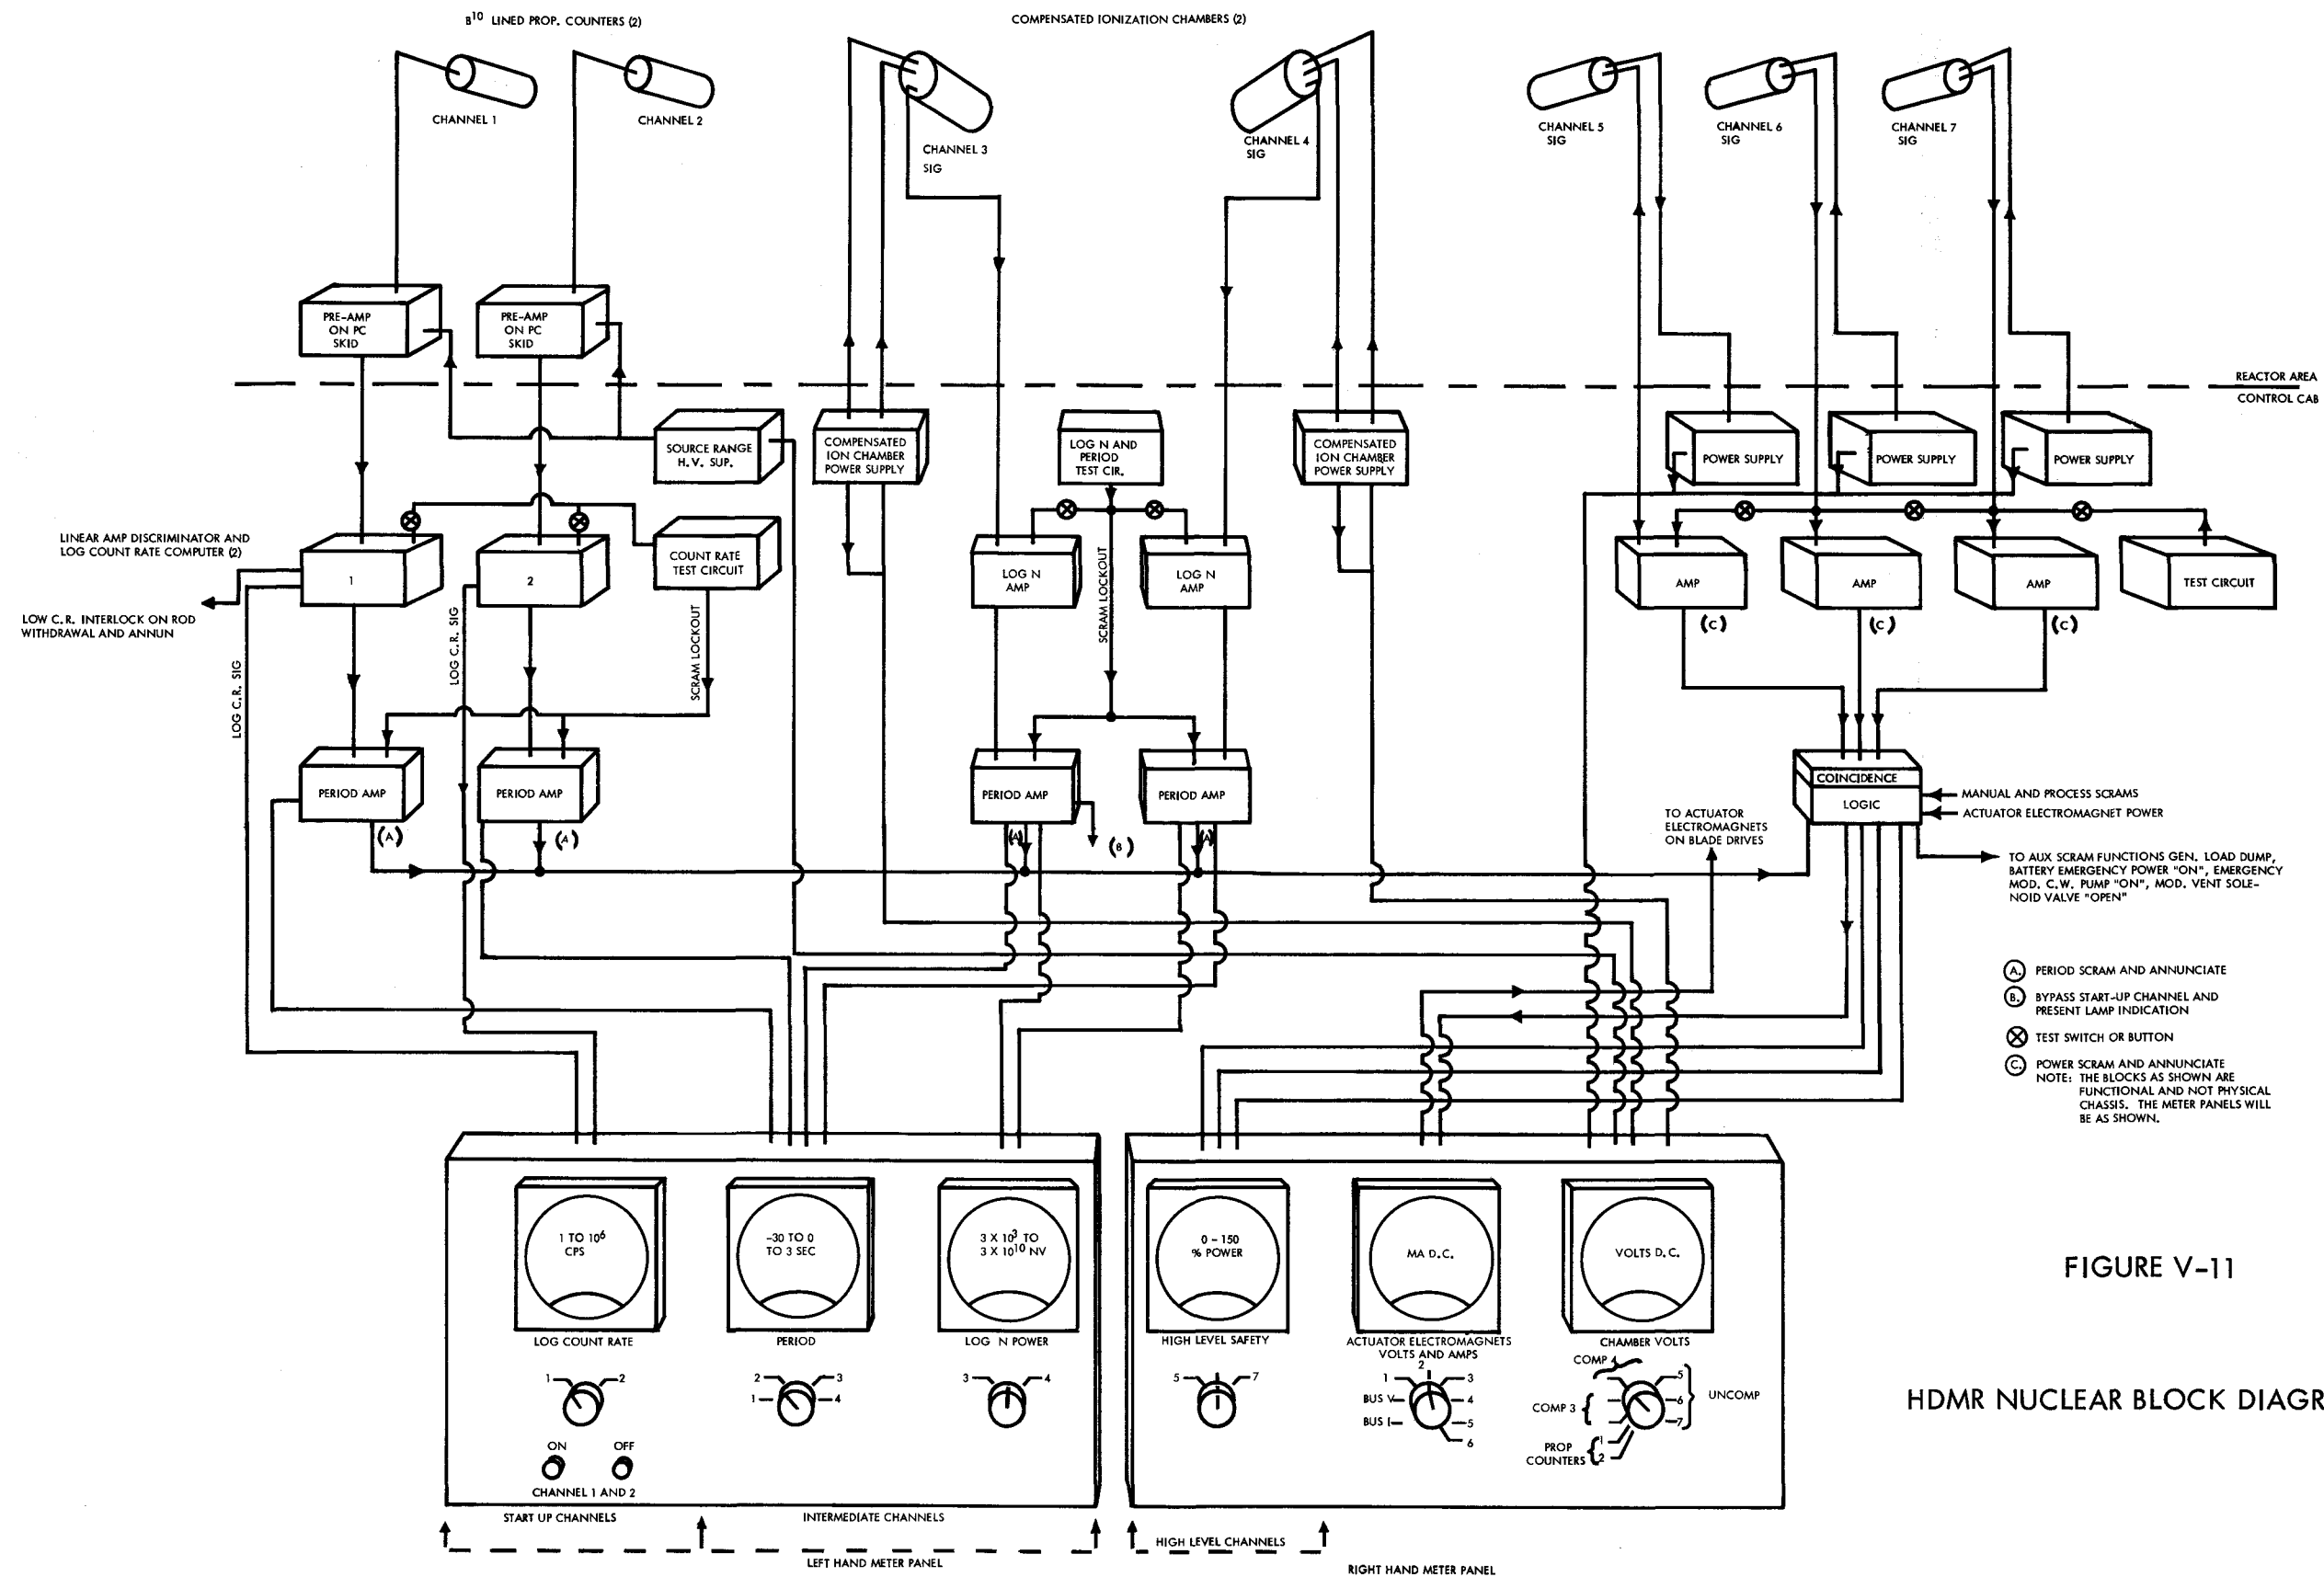 B10 LINED PROP. COUNTERS (2)
COMPENSATED IONIZATION CHAMBERS (2)
CHANNEL 1
CHANNEL 2
CHANNEL 3
SIG
CHANNEL 4
SIG
CHANNEL 5
SIG
CHANNEL 6
SIG
CHANNEL 7
SIG
PRE-AMP
ON PC
SKID
PRE-AMP
ON PC
SKID
REACTOR AREA
CONTROL CAB
SOURCE RANGE
H.V. SUP.
COMPENSATED
ION CHAMBER
POWER SUPPLY
LOG N AND
PERIOD
TEST CIR.
COMPENSATED
ION CHAMBER
POWER SUPPLY
POWER SUPPLY
POWER SUPPLY
POWER SUPPLY
LINEAR AMP DISCRIMINATOR AND
LOG COUNT RATE COMPUTER (2)
1
2
COUNT RATE
TEST CIRCUIT
LOG N
AMP
LOG N
AMP
AMP
AMP
AMP
TEST CIRCUIT
(C)
(C)
(C)
LOW C.R. INTERLOCK ON ROD
WITHDRAWAL AND ANNUN
LOG C.R. SIG
LOG C.R. SIG
SCRAM LOCKOUT
SCRAM LOCKOUT
PERIOD AMP
PERIOD AMP
PERIOD AMP
PERIOD AMP
(A)
(A)
(A)
(B)
(A)
COINCIDENCE
LOGIC
MANUAL AND PROCESS SCRAMS
ACTUATOR ELECTROMAGNET POWER
TO ACTUATOR
ELECTROMAGNETS
ON BLADE DRIVES
TO AUX SCRAM FUNCTIONS GEN. LOAD DUMP,
BATTERY EMERGENCY POWER "ON", EMERGENCY
MOD. C.W. PUMP "ON", MOD. VENT SOLE-
NOID VALVE "OPEN"
A. PERIOD SCRAM AND ANNUNCIATE
B. BYPASS START-UP CHANNEL AND
PRESENT LAMP INDICATION
TEST SWITCH OR BUTTON
C. POWER SCRAM AND ANNUNCIATE
NOTE: THE BLOCKS AS SHOWN ARE
FUNCTIONAL AND NOT PHYSICAL
CHASSIS. THE METER PANELS WILL
BE AS SHOWN.
1 TO 106
CPS
-30 TO 0
TO 3 SEC
3 X 103 TO
3 X 1010 NV
0 - 150
% POWER
MA D.C.
VOLTS D.C.
LOG COUNT RATE
PERIOD
LOG N POWER
HIGH LEVEL SAFETY
ACTUATOR ELECTROMAGNETS
VOLTS AND AMPS
CHAMBER VOLTS
1 2
2 3
1 4
3 4
5 7
2
1 3
BUS V 4
BUS I 5
6
COMP 4
5
COMP 3
6
UNCOMP
7
PROP
COUNTERS
1
2
ON OFF
CHANNEL 1 AND 2
START UP CHANNELS
INTERMEDIATE CHANNELS
LEFT HAND METER PANEL
HIGH LEVEL CHANNELS
RIGHT HAND METER PANEL
FIGURE V-11
HDMR NUCLEAR BLOCK DIAGR